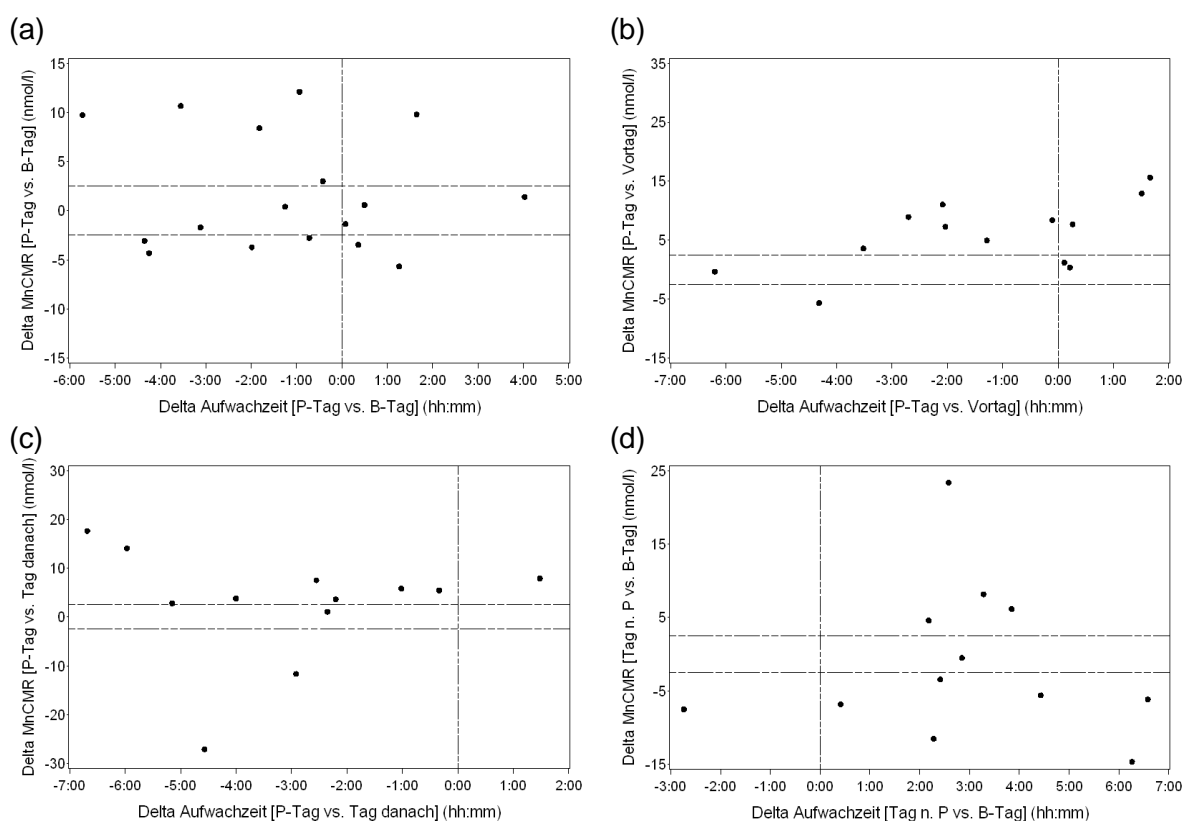 (a)
Delta MnCMR [P-Tag vs. B-Tag] (nmol/l)
15
10
5
0
-5
-10
-15
-6:00 -5:00 -4:00 -3:00 -2:00 -1:00 0:00 1:00 2:00 3:00 4:00 5:00
Delta Aufwachzeit [P-Tag vs. B-Tag] (hh:mm)
(b)
Delta MnCMR [P-Tag vs. Vortag] (nmol/l)
35
25
15
5
-5
-15
-7:00 -6:00 -5:00 -4:00 -3:00 -2:00 -1:00 0:00 1:00 2:00
Delta Aufwachzeit [P-Tag vs. Vortag] (hh:mm)
(c)
Delta MnCMR [P-Tag vs. Tag danach] (nmol/l)
30
20
10
0
-10
-20
-30
-7:00 -6:00 -5:00 -4:00 -3:00 -2:00 -1:00 0:00 1:00 2:00
Delta Aufwachzeit [P-Tag vs. Tag danach] (hh:mm)
(d)
Delta MnCMR [Tag n. P vs. B-Tag] (nmol/l)
25
15
5
-5
-15
-3:00 -2:00 -1:00 0:00 1:00 2:00 3:00 4:00 5:00 6:00 7:00
Delta Aufwachzeit [Tag n. P vs. B-Tag] (hh:mm)